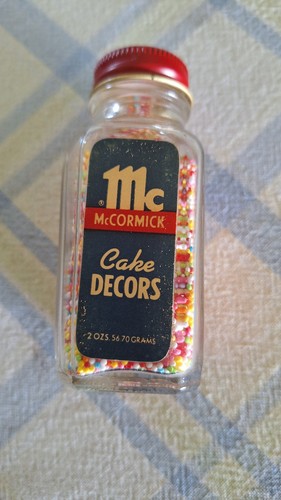 Mc
®
McCORMICK
Cake
DECORS
2 OZS. 56.70 GRAMS